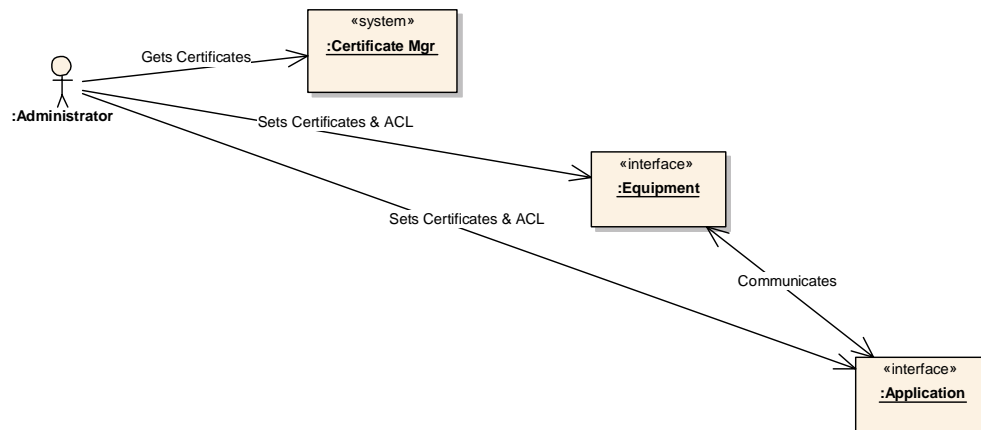 «system»
:Certificate Mgr
Gets Certificates
:Administrator
Sets Certificates & ACL
«interface»
:Equipment
Sets Certificates & ACL
Communicates
«interface»
:Application